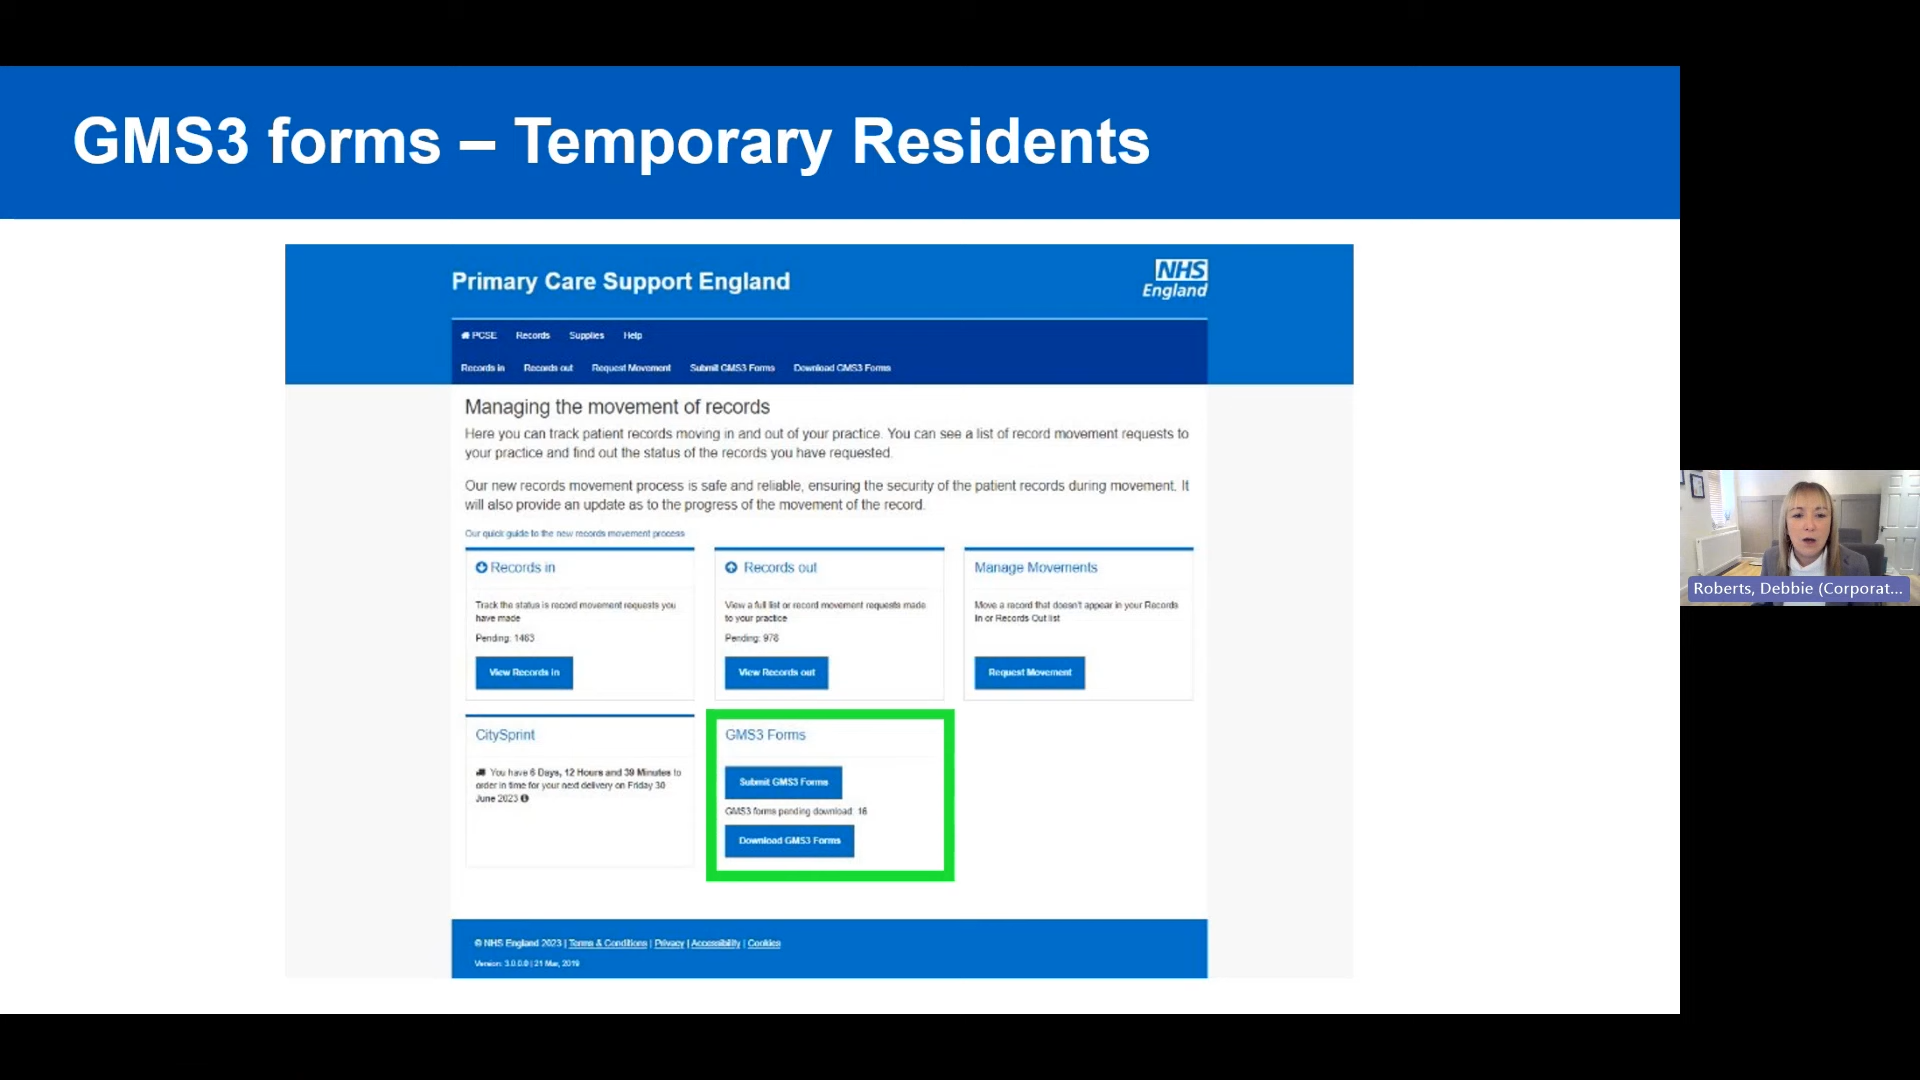 GMS3 forms – Temporary Residents
Primary Care Support England
NHS
England
PCSE Records Supplies Help
Records in Records out Request Movement Submit GMS3 Forms Download GMS3 Forms
Managing the movement of records
Here you can track patient records moving in and out of your practice. You can see a list of record movement requests to
your practice and find out the status of the records you have requested.
Our new records movement process is safe and reliable, ensuring the security of the patient records during movement. It
will also provide an update as to the progress of the movement of the record.
Our quick guide to the new records movement process
Records in
Track the status is record movement requests you
have made
Pending: 1463
View Records in
Records out
View a full list or record movement requests made
to your practice
Pending: 978
View Records out
Manage Movements
Move a record that doesn't appear in your Records
In or Records Out list
Request Movement
CitySprint
You have 6 Days, 12 Hours and 39 Minutes to
order in time for your next delivery on Friday 30
June 2023
GMS3 Forms
Submit GMS3 Forms
GMS3 forms pending download: 16
Download GMS3 Forms
© NHS England 2023 | Terms & Conditions | Privacy | Accessibility | Cookies
Version: 3.0.0.0 | 21 Mar, 2019
Roberts, Debbie (Corporat...